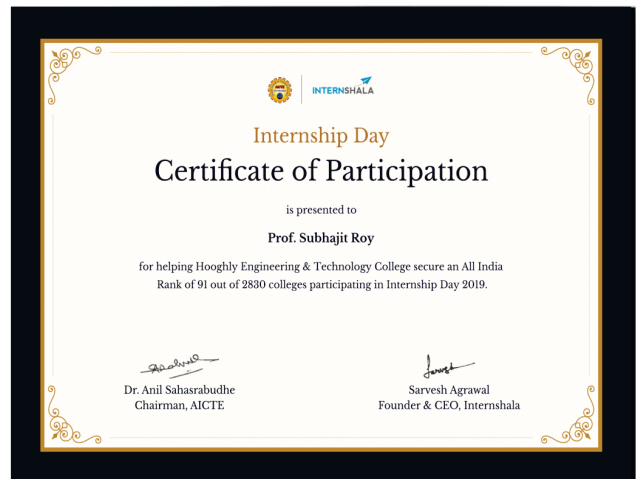 INTERNSHALA
Internship Day
Certificate of Participation
is presented to
Prof. Subhajit Roy
for helping Hooghly Engineering & Technology College secure an All India
Rank of 91 out of 2830 colleges participating in Internship Day 2019.
Dr. Anil Sahasrabudhe
Chairman, AICTE
Sarvesh Agrawal
Founder & CEO, Internshala